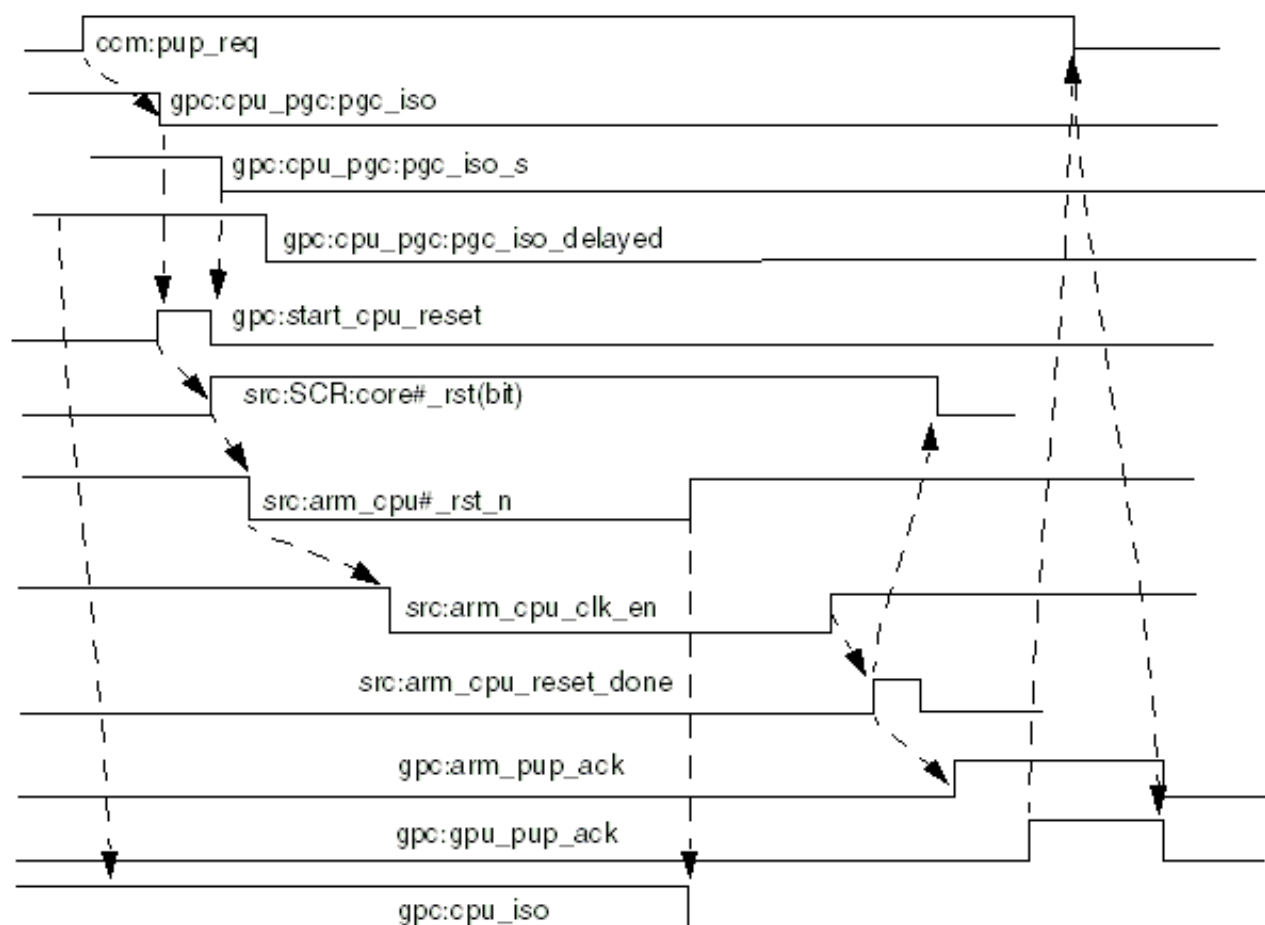 ccm:pup_req
gpc:cpu_pgc:pgc_iso
gpc:cpu_pgc:pgc_iso_s
gpc:cpu_pgc:pgc_iso_delayed
gpc:start_cpu_reset
src:SCR:core#_rst(bit)
src:arm_cpu#_rst_n
src:arm_cpu_clk_en
src:arm_cpu_reset_done
gpc:arm_pup_ack
gpc:gpu_pup_ack
gpc:cpu_iso